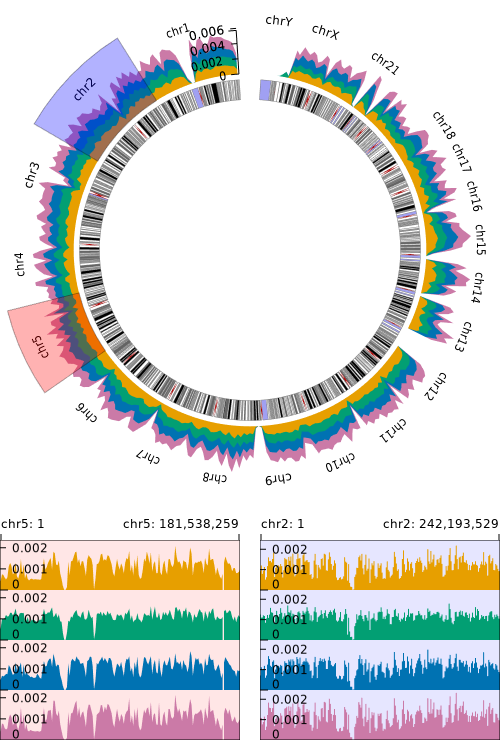 chrY
chrX
chr1
0.006
0.004
0.002
0
chr21
chr2
chr18
chr17
chr3
chr16
chr15
chr4
chr14
chr5
chr13
chr12
chr6
chr11
chr7
chr10
chr8
chr9
chr5: 1
chr5: 181,538,259
chr2: 1
chr2: 242,193,529
0.002
0.001
0
0.002
0.001
0
0.002
0.001
0
0.002
0.001
0
0.002
0.001
0
0.002
0.001
0
0.002
0.001
0
0.002
0.001
0